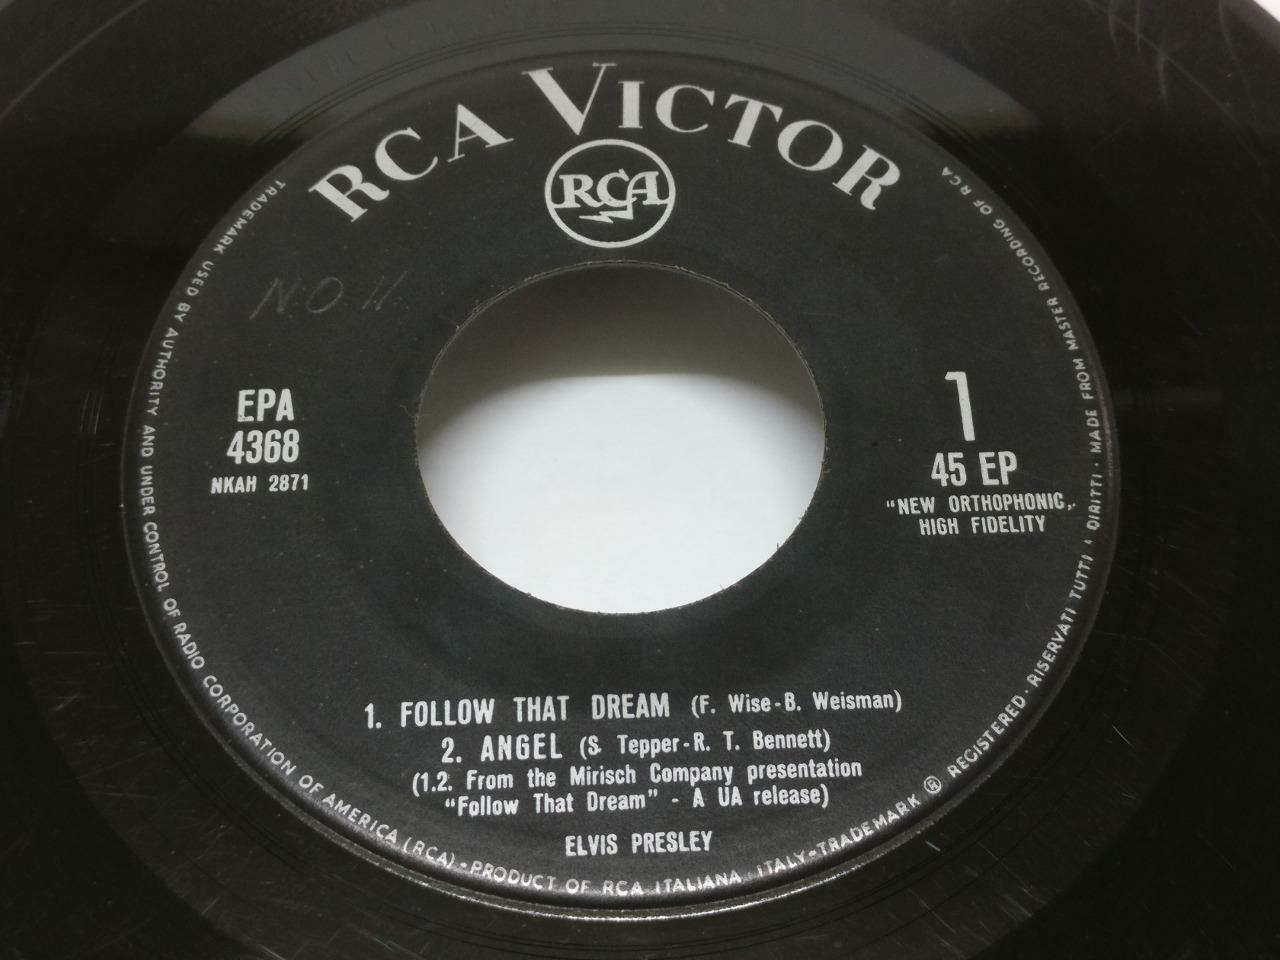 RCA VICTOR
RCA
N.O.H
EPA
4368
NKAH 2871
1
45 EP
"NEW ORTHOPHONIC„
HIGH FIDELITY
1. FOLLOW THAT DREAM (F. Wise-B. Weisman)
2. ANGEL (S. Tepper-R. T. Bennett)
(1.2. From the Mirisch Company presentation
"Follow That Dream" - A UA release)
ELVIS PRESLEY
TRADEMARK USED BY AUTHORITY AND UNDER CONTROL OF RADIO CORPORATION OF AMERICA (RCA)-PRODUCT OF RCA ITALIANA, ITALY-TRADEMARK ® REGISTERED · RISERVATI TUTTI I DIRITTI · MADE FROM MASTER RECORDING OF RCA